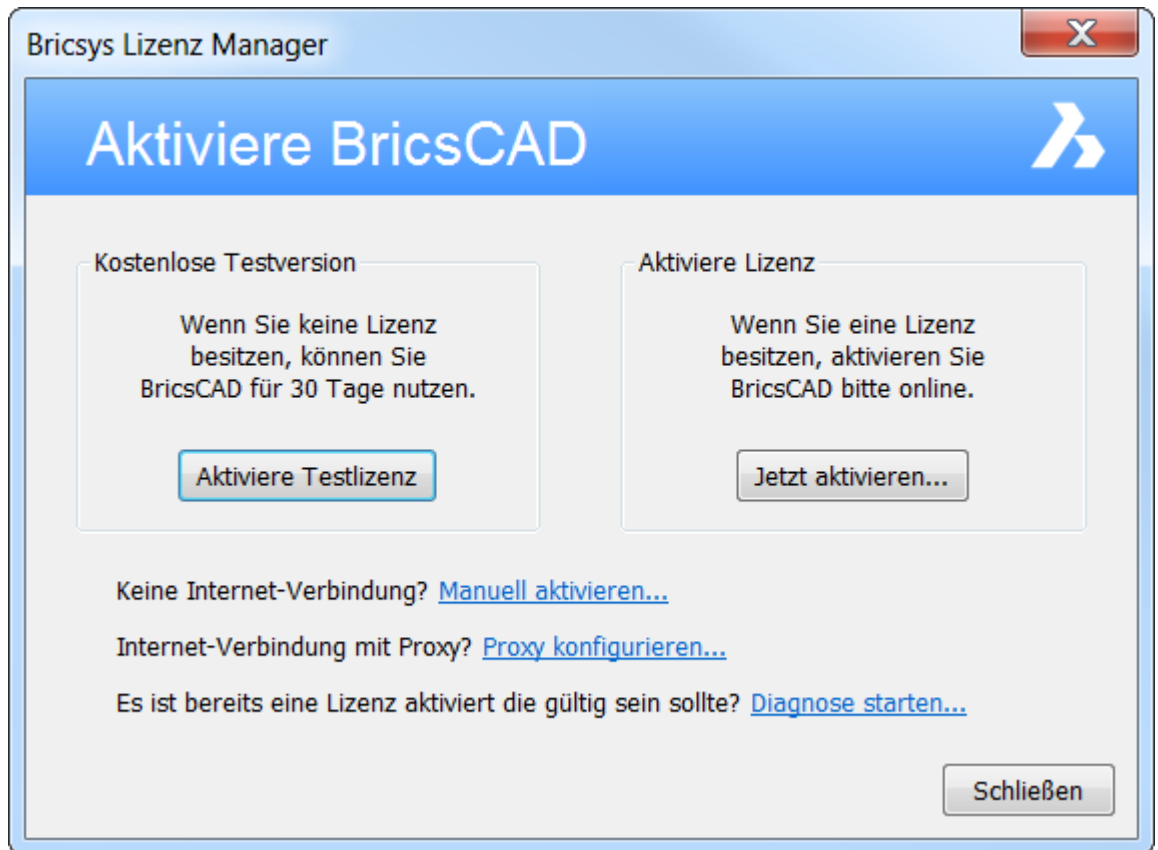 Bricsys Lizenz Manager
Aktiviere BricsCAD
Kostenlose Testversion
Wenn Sie keine Lizenz
besitzen, können Sie
BricsCAD für 30 Tage nutzen.
Aktiviere Testlizenz
Aktiviere Lizenz
Wenn Sie eine Lizenz
besitzen, aktivieren Sie
BricsCAD bitte online.
Jetzt aktivieren...
Keine Internet-Verbindung? Manuell aktivieren...
Internet-Verbindung mit Proxy? Proxy konfigurieren...
Es ist bereits eine Lizenz aktiviert die gültig sein sollte? Diagnose starten...
Schließen